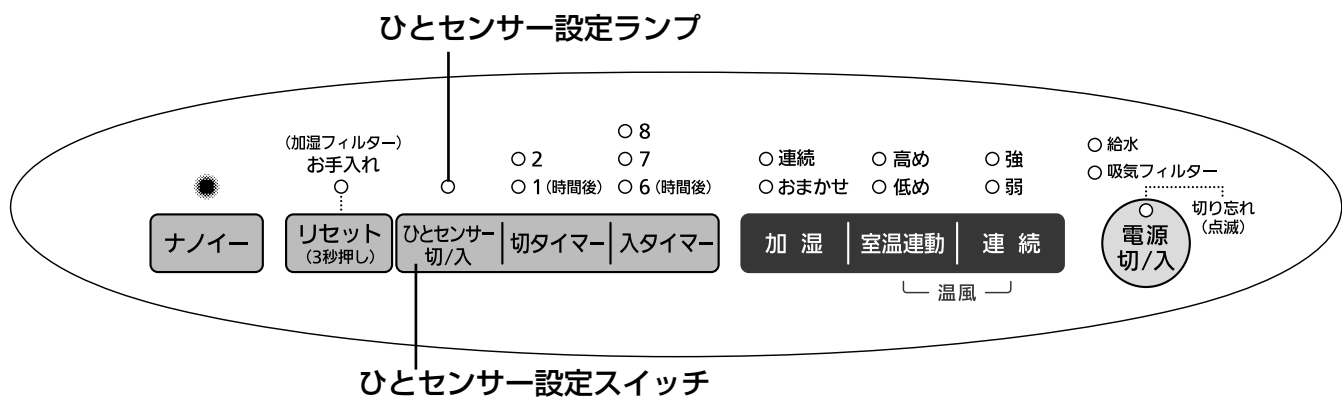 ひとセンサー設定ランプ
8
(加湿フィルター)
お手入れ
2
7
連続
高め
強
給水
1(時間後)
6(時間後)
おまかせ
低め
弱
吸気フィルター
ナノイー
リセット
(3秒押し)
ひとセンサー
切/入
切タイマー
入タイマー
加湿
室温連動
連続
電源
切/入
切り忘れ
(点滅)
温風
ひとセンサー設定スイッチ